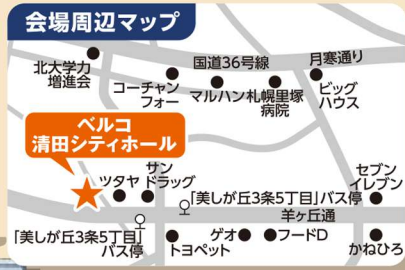 会場周辺マップ
国道36号線
月寒通り
北大学力
増進会
コーチャン
フォー
マルハン
札幌里塚
病院
ビッグ
ハウス
ベルコ
清田シティホール
ツタヤ
サン
ドラッグ
「美しが丘3条5丁目」バス停
セブン
イレブン
羊ヶ丘通
「美しが丘3条5丁目」
バス停
トヨペット
ゲオ
フードD
かねひろ